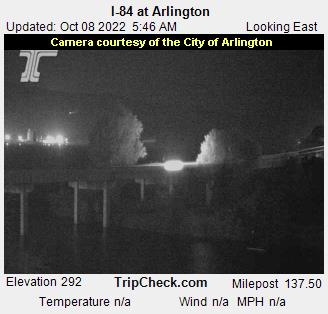 I-84 at Arlington
Updated: Oct 08 2022 5:46 AM Looking East
Camera courtesy of the City of Arlington
Elevation 292 TripCheck.com Milepost 137.50
Temperature n/a Wind n/a MPH n/a